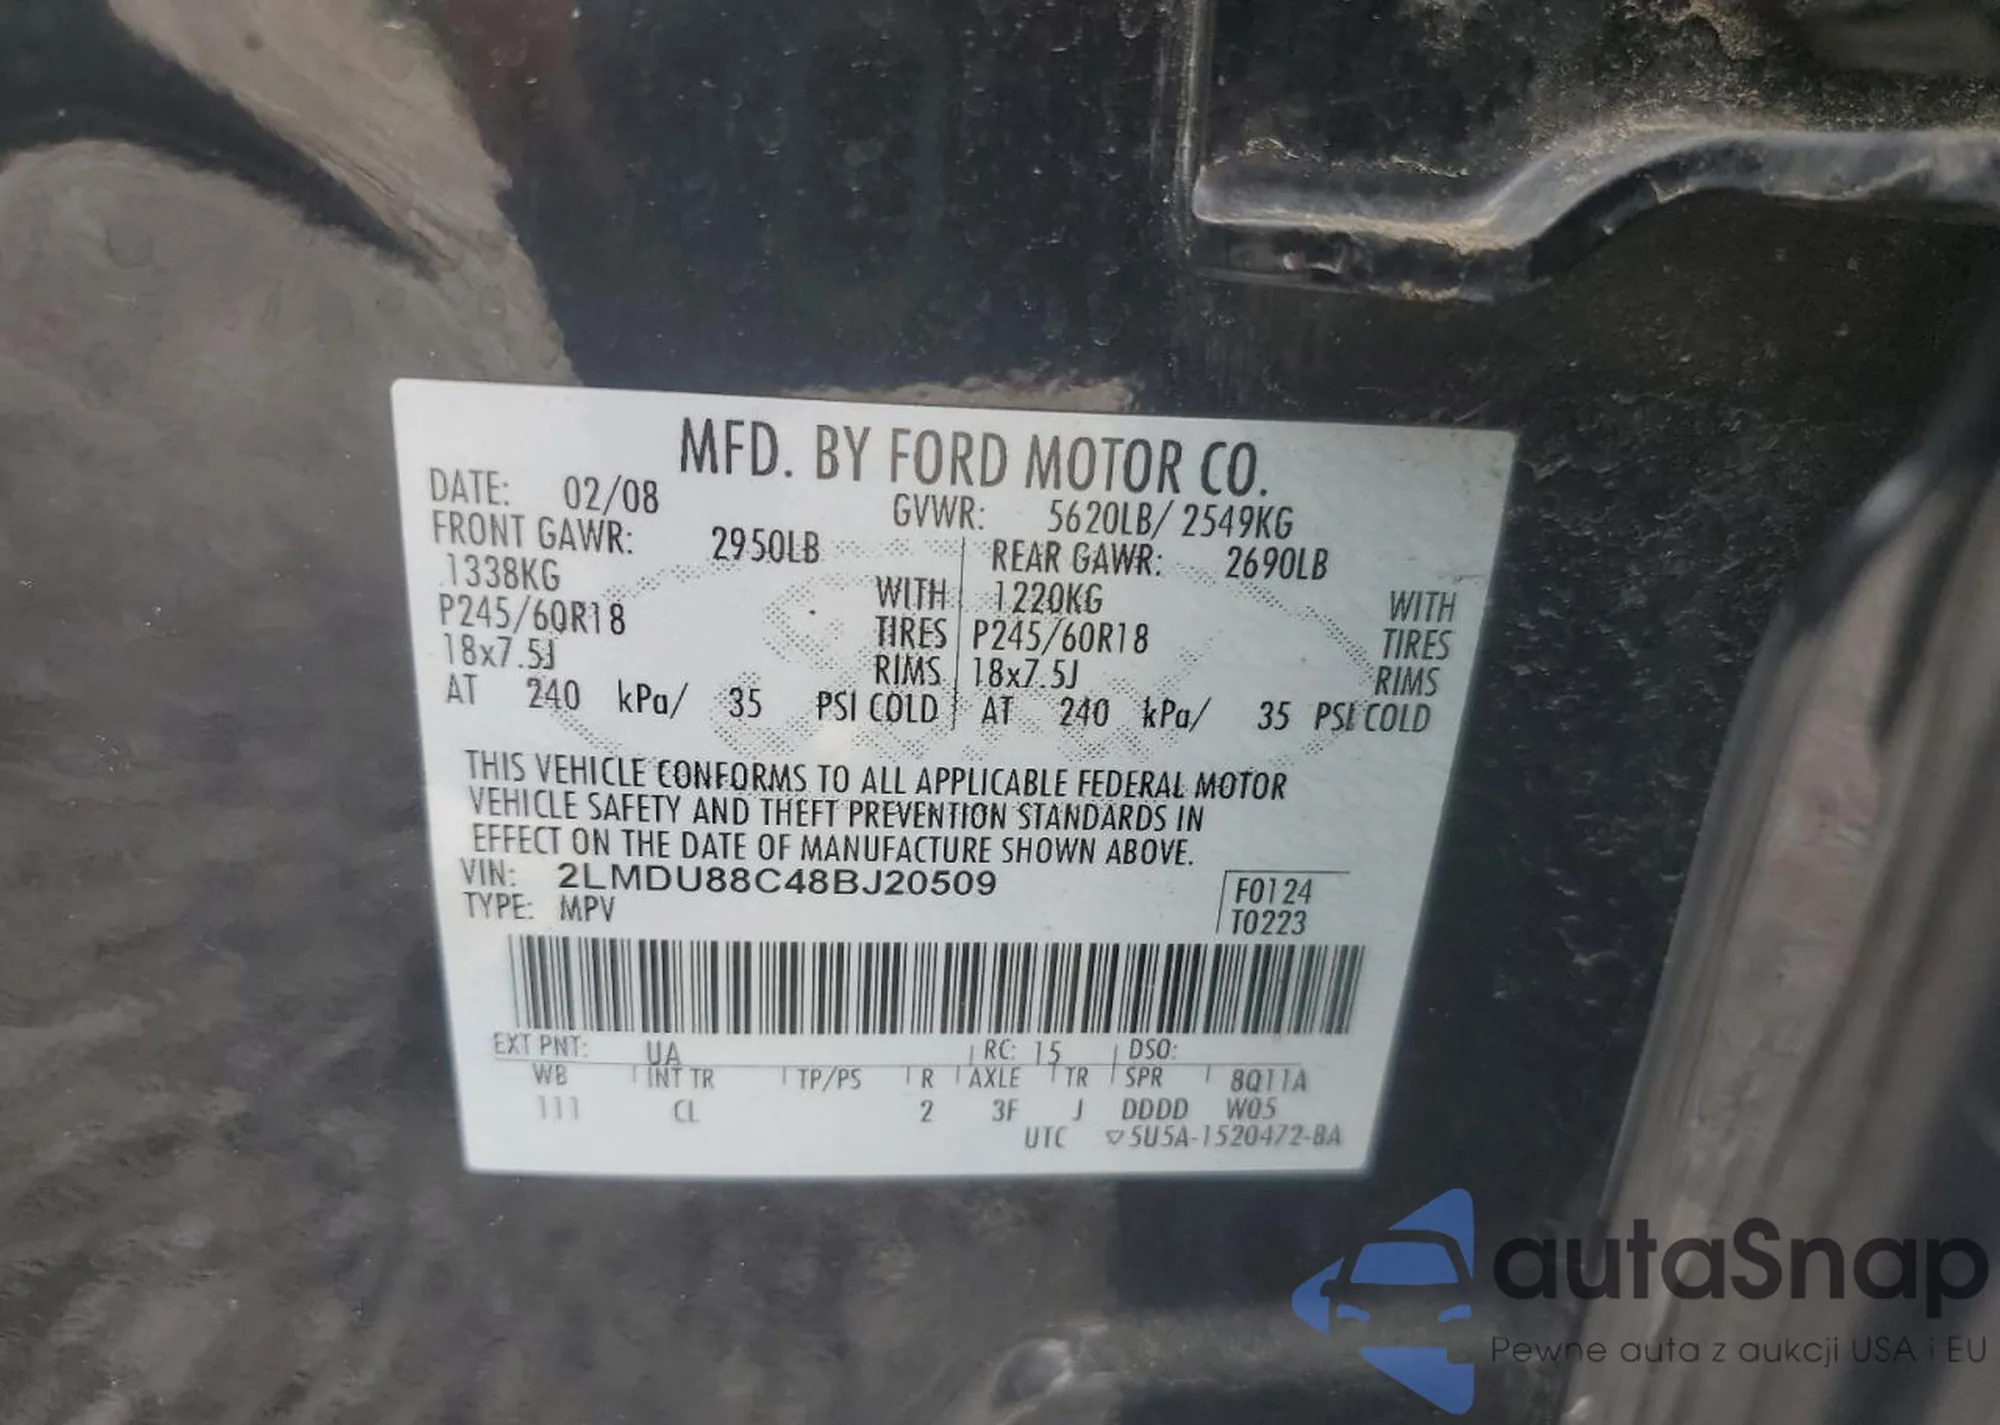 MFD. BY FORD MOTOR CO.
DATE: 02/08 GVWR: 5620LB/ 2549KG
FRONT GAWR: 2950LB REAR GAWR: 2690LB
1338KG WITH 1220KG WITH
P245/60R18 TIRES P245/60R18 TIRES
18x7.5J RIMS 18x7.5J RIMS
AT 240 kPa/ 35 PSI COLD AT 240 kPa/ 35 PSI COLD
THIS VEHICLE CONFORMS TO ALL APPLICABLE FEDERAL MOTOR
VEHICLE SAFETY AND THEFT PREVENTION STANDARDS IN
EFFECT ON THE DATE OF MANUFACTURE SHOWN ABOVE.
VIN: 2LMDU88C48BJ20509 F0124
TYPE: MPV T0223
EXT PNT: UA RC: 15 DSO:
WB INT TR TP/PS R AXLE TR SPR 8Q11A
111 CL 2 3F J DDDD W05
UTC ▽5U5A-1520472-BA
autaSnap
Pewne auta z aukcji USA i EU